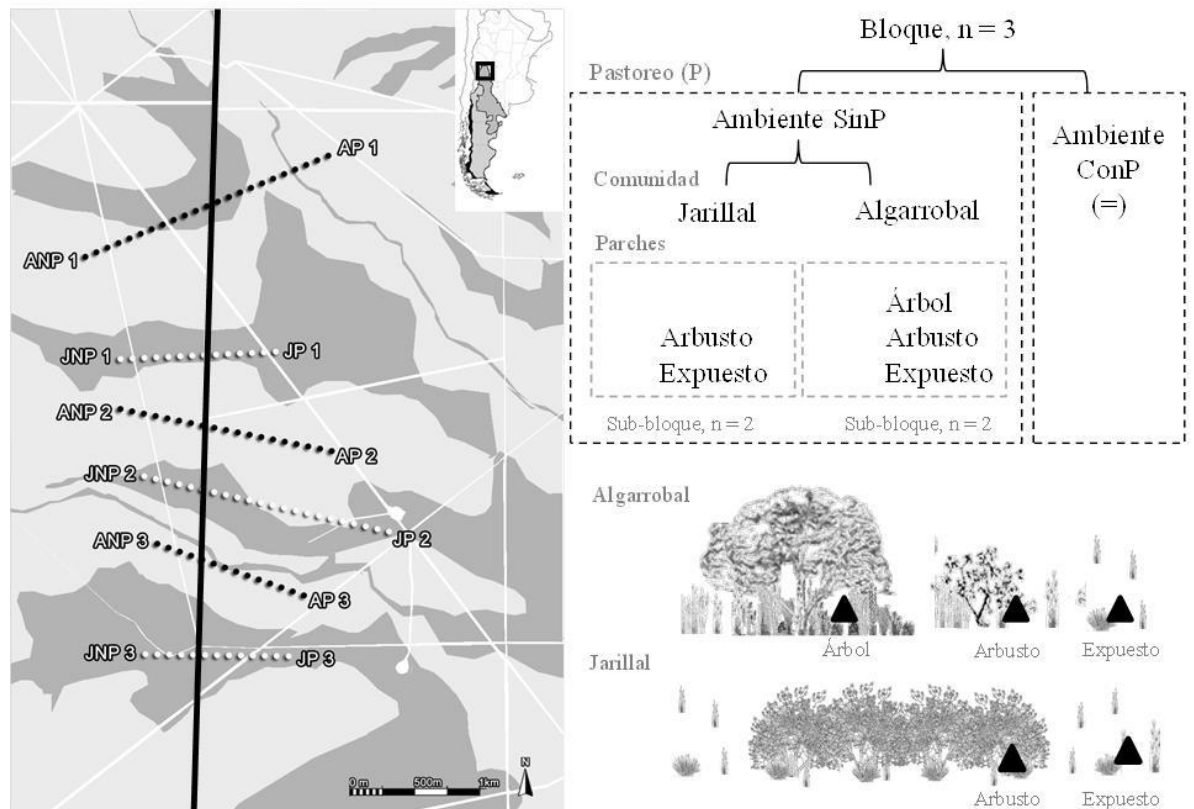 AP 1
ANP 1
JNP 1
JP 1
ANP 2
AP 2
JNP 2
JP 2
ANP 3
AP 3
JNP 3
JP 3
0 m 500m 1km
N
Bloque, n = 3
Pastoreo (P)
Ambiente SinP
Ambiente
ConP
(=)
Comunidad
Jarillal
Algarrobal
Parches
Arbusto
Expuesto
Árbol
Arbusto
Expuesto
Sub-bloque, n = 2
Sub-bloque, n = 2
Algarrobal
Árbol
Arbusto
Expuesto
Jarillal
Arbusto
Expuesto